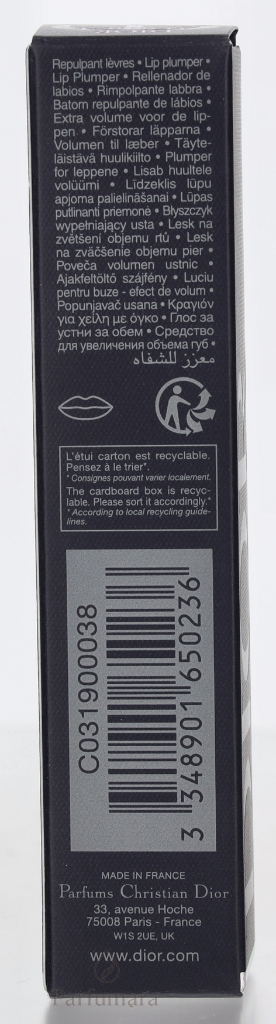 Repulpant lèvres • Lip plumper •
Lip Plumper • Rellenador de
labios • Rimpolpante labbra •
Batom repulpante de lábios •
Extra volume voor de lip-
pen • Förstorar läpparna •
Volumen til læber • Täyte-
läistävä huulikiilto • Plumper
for leppene • Lisab huultele
volüümi • Līdzeklis lūpu
apjoma palielināšanai • Lūpas
putlinanti priemonė • Błyszczyk
wypełniający usta • Lesk na
zvětšení objemu rtů • Lesk
na zväčšenie objemu pier •
Poveča volumen ustnic •
Ajakfeltöltő szájfény • Luciu
pentru buze - efect de volum •
Popunjavač usana • Κραγιόν
για χείλη με όγκο • Глос за
устни за обем • Средство
для увеличения объема губ •
معزز للشفاه
L'étui carton est recyclable.
Pensez à le trier*.
* Consignes pouvant varier localement.
The cardboard box is recyc-
lable. Please sort it accordingly.*
* According to local recycling guide-
lines.
C031900038
3 348901 650236
MADE IN FRANCE
Parfums Christian Dior
33, avenue Hoche
75008 Paris - France
W1S 2UE, UK
www.dior.com
Parfumara